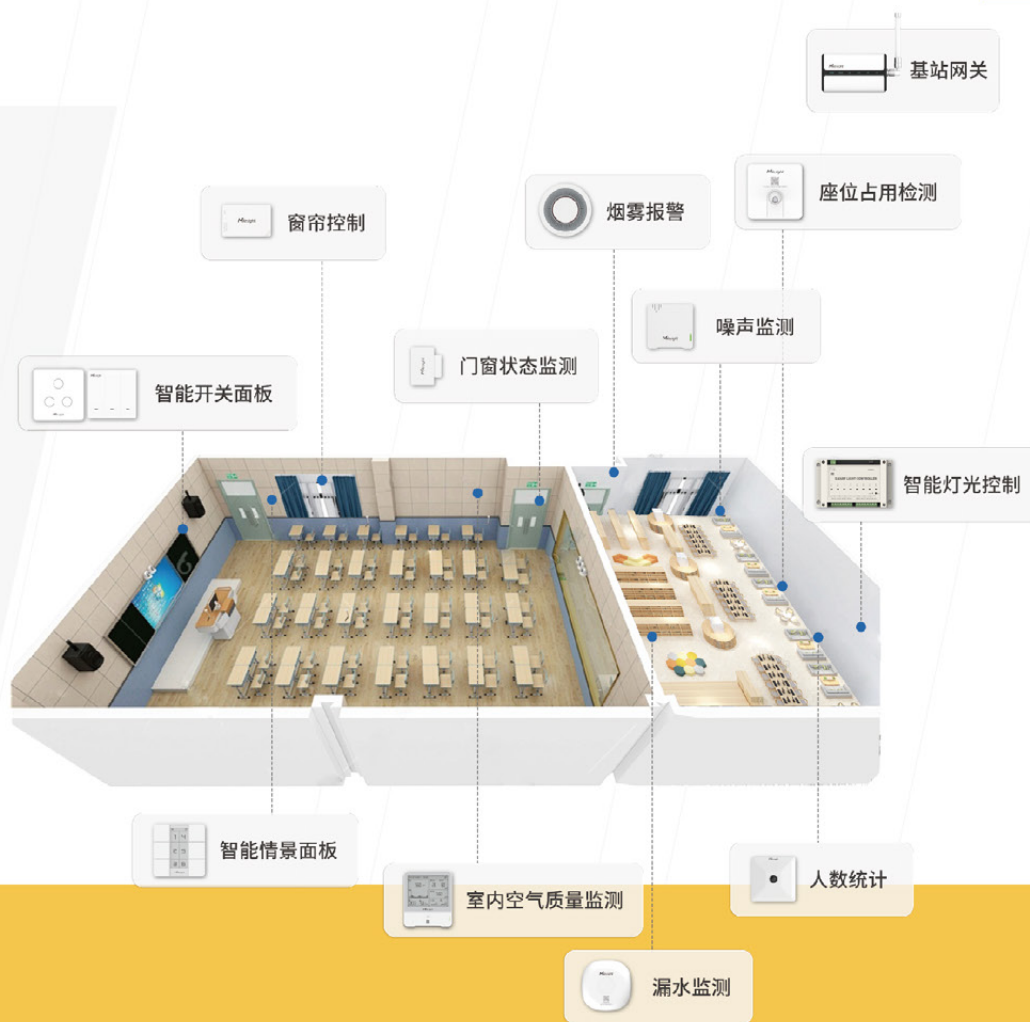 基站网关
座位占用检测
窗帘控制
烟雾报警
噪声监测
门窗状态监测
智能开关面板
智能灯光控制
智能情景面板
室内空气质量监测
人数统计
漏水监测